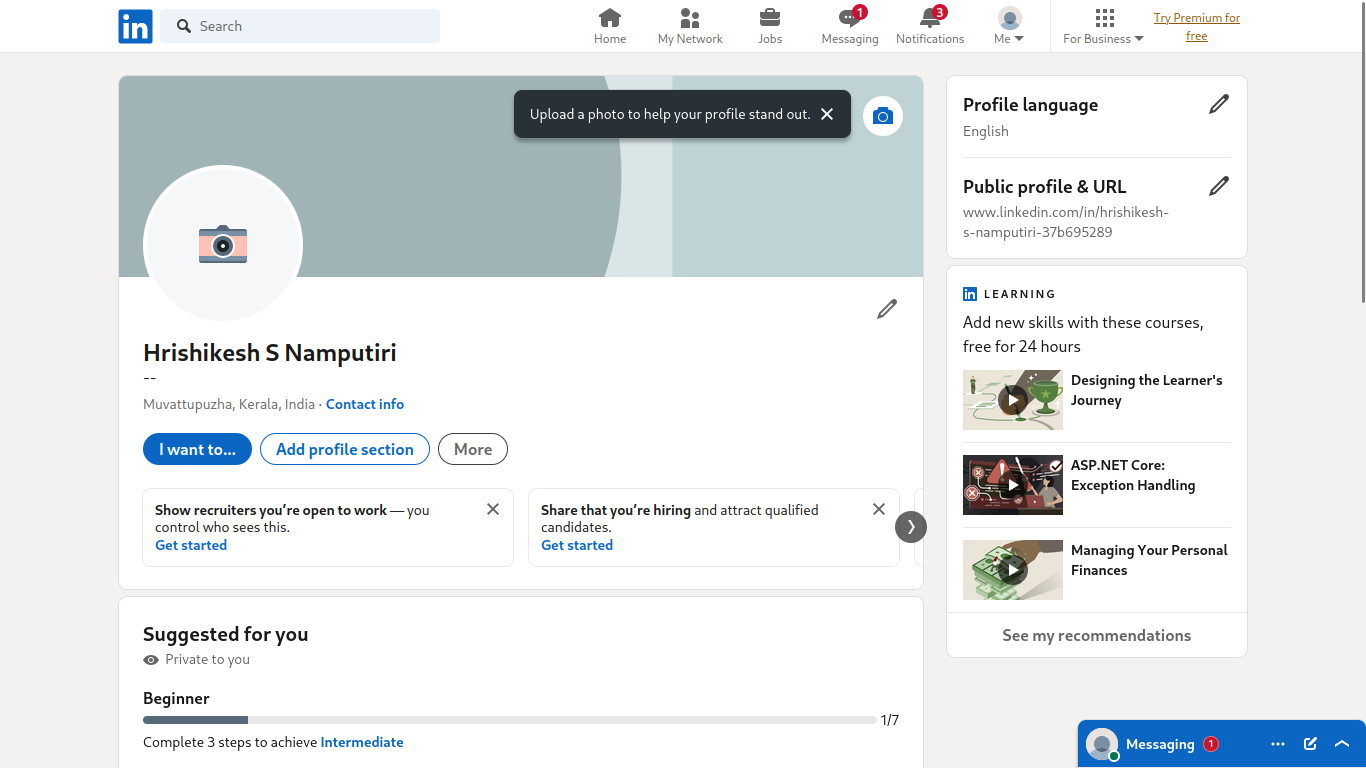 Search
Home
My Network
Jobs
1
Messaging
3
Notifications
Me
For Business
Try Premium for
free
Upload a photo to help your profile stand out.
Hrishikesh S Namputiri
--
Muvattupuzha, Kerala, India · Contact info
I want to...
Add profile section
More
Show recruiters you’re open to work — you
control who sees this.
Get started
Share that you’re hiring and attract qualified
candidates.
Get started
Suggested for you
Private to you
Beginner
1/7
Complete 3 steps to achieve Intermediate
Profile language
English
Public profile & URL
www.linkedin.com/in/hrishikesh-
s-namputiri-37b695289
in LEARNING
Add new skills with these courses,
free for 24 hours
Designing the Learner's
Journey
ASP.NET Core:
Exception Handling
Managing Your Personal
Finances
See my recommendations
Messaging 1
in